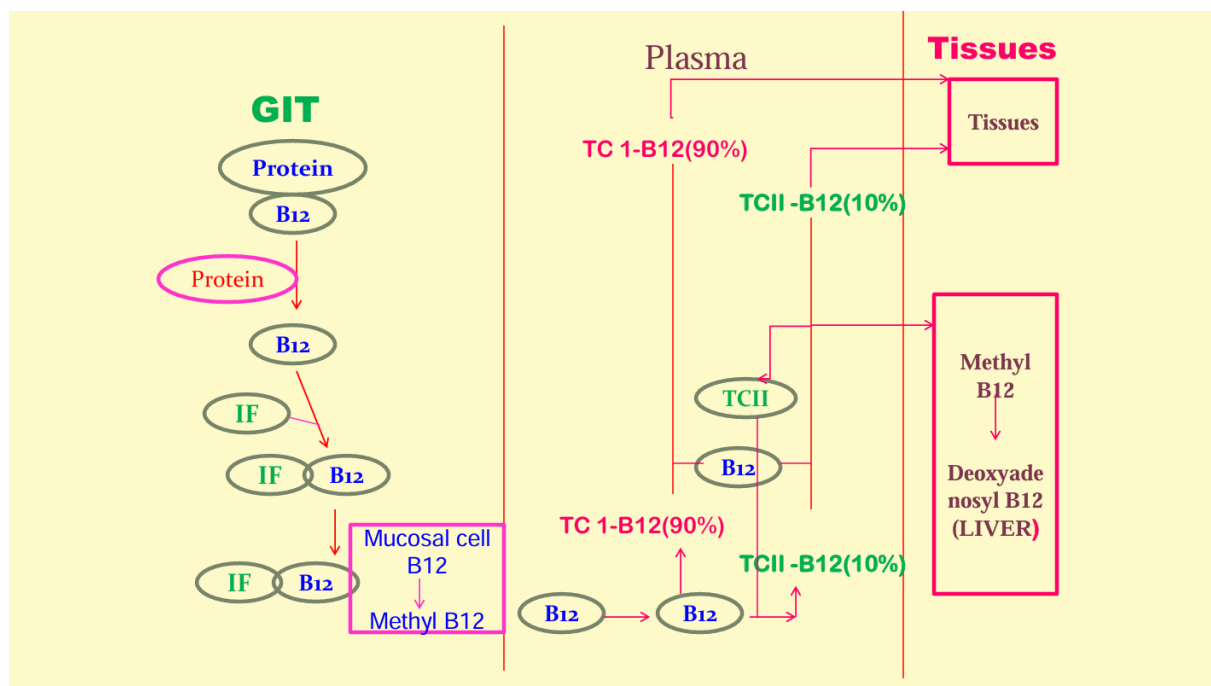 GIT
Protein
B12
Protein
B12
IF
IF
B12
IF
B12
Mucosal cell
B12
Methyl B12
Plasma
TC 1-B12(90%)
TCII -B12(10%)
TCII
B12
TC 1-B12(90%)
TCII -B12(10%)
B12
B12
Tissues
Tissues
Methyl
B12
Deoxyade
nosyl B12
(LIVER)